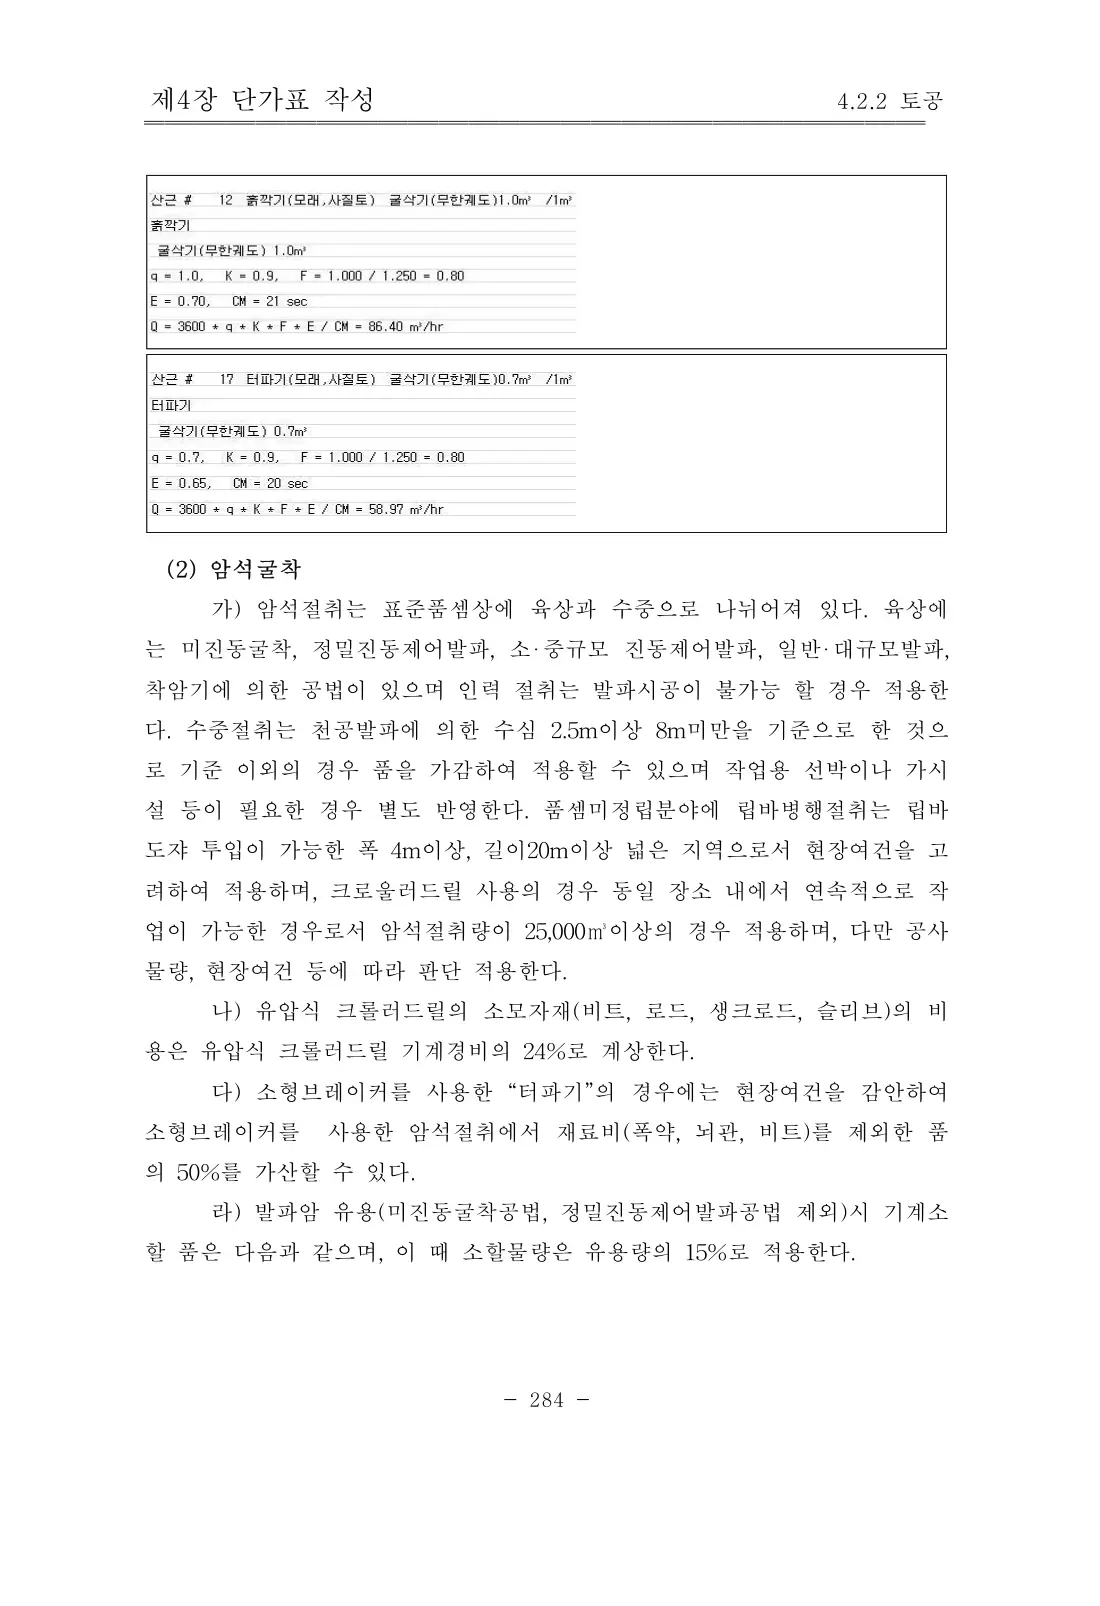 제4장 단가표 작성
4.2.2 토공
산근 # 12 흙깍기(모래,사질토) 굴삭기(무한궤도)1.0㎥ /1㎥
흙깍기
굴삭기(무한궤도) 1.0㎥
q = 1.0, K = 0.9, F = 1.000 / 1.250 = 0.80
E = 0.70, CM = 21 sec
Q = 3600 * q * K * F * E / CM = 86.40 ㎥/hr
산근 # 17 터파기(모래,사질토) 굴삭기(무한궤도)0.7㎥ /1㎥
터파기
굴삭기(무한궤도) 0.7㎥
q = 0.7, K = 0.9, F = 1.000 / 1.250 = 0.80
E = 0.65, CM = 20 sec
Q = 3600 * q * K * F * E / CM = 58.97 ㎥/hr
(2) 암석굴착
가) 암석절취는 표준품셈상에 육상과 수중으로 나뉘어져 있다. 육상에
는 미진동굴착, 정밀진동제어발파, 소·중규모 진동제어발파, 일반·대규모발파,
착암기에 의한 공법이 있으며 인력 절취는 발파시공이 불가능 할 경우 적용한
다. 수중절취는 천공발파에 의한 수심 2.5m이상 8m미만을 기준으로 한 것으
로 기준 이외의 경우 품을 가감하여 적용할 수 있으며 작업용 선박이나 가시
설 등이 필요한 경우 별도 반영한다. 품셈미정립분야에 립바병행절취는 립바
도쟈 투입이 가능한 폭 4m이상, 길이20m이상 넓은 지역으로서 현장여건을 고
려하여 적용하며, 크로울러드릴 사용의 경우 동일 장소 내에서 연속적으로 작
업이 가능한 경우로서 암석절취량이 25,000㎥이상의 경우 적용하며, 다만 공사
물량, 현장여건 등에 따라 판단 적용한다.
나) 유압식 크롤러드릴의 소모자재(비트, 로드, 생크로드, 슬리브)의 비
용은 유압식 크롤러드릴 기계경비의 24%로 계상한다.
다) 소형브레이커를 사용한 “터파기”의 경우에는 현장여건을 감안하여
소형브레이커를 사용한 암석절취에서 재료비(폭약, 뇌관, 비트)를 제외한 품
의 50%를 가산할 수 있다.
라) 발파암 유용(미진동굴착공법, 정밀진동제어발파공법 제외)시 기계소
할 품은 다음과 같으며, 이 때 소할물량은 유용량의 15%로 적용한다.
- 284 -